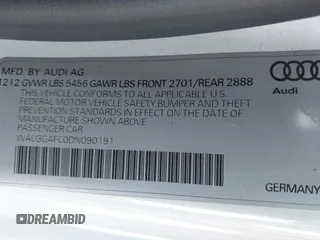 MFD. BY AUDI AG
1212 GVWR LBS 5456 GAWR LBS FRONT 2701/REAR 2888
THIS VEHICLE CONFORMS TO ALL APPLICABLE U.S.
FEDERAL MOTOR VEHICLE SAFETY BUMPER AND THEFT
PREVENTION STANDARDS IN EFFECT ON THE DATE OF
MANUFACTURE SHOWN ABOVE.
PASSENGER CAR
WAU3GAFC0DN090191
Audi
GERMANY
DREAMBID